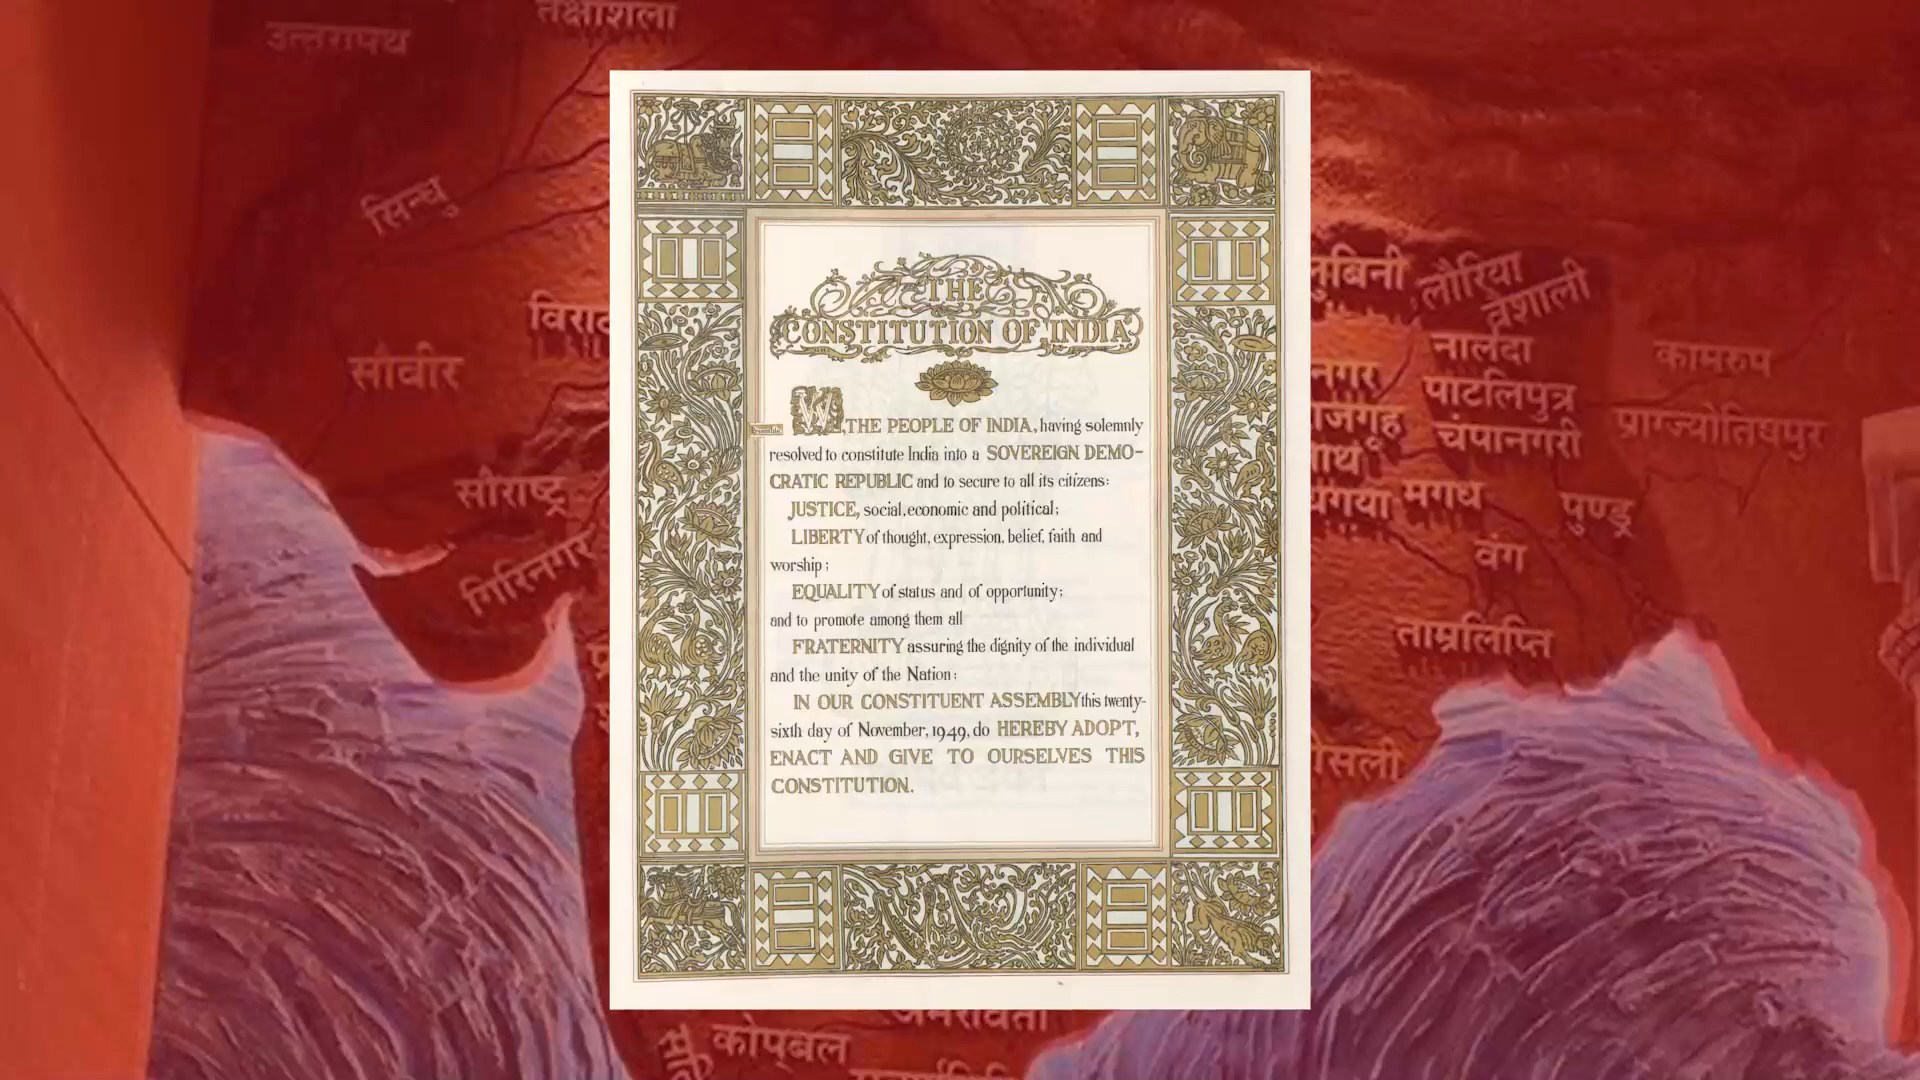 उत्तरापथ
तक्षाशिला
सिन्धु
सौवीर
सौराष्ट्र
गिरिनगर
THE
CONSTITUTION OF INDIA
Preamble
WE, THE PEOPLE OF INDIA, having solemnly
resolved to constitute India into a SOVEREIGN DEMO-
CRATIC REPUBLIC and to secure to all its citizens:
JUSTICE, social, economic and political;
LIBERTY of thought, expression, belief, faith and
worship;
EQUALITY of status and of opportunity;
and to promote among them all
FRATERNITY assuring the dignity of the individual
and the unity of the Nation;
IN OUR CONSTITUENT ASSEMBLY this twenty-
sixth day of November, 1949, do HEREBY ADOPT,
ENACT AND GIVE TO OURSELVES THIS
CONSTITUTION.
लौरिया
वैशाली
नालंदा
पाटलिपुत्र
चंपानगरी
कामरुप
प्राग्ज्योतिषपुर
मगध
पुण्ड्र
वंग
ताम्रलिप्ति
कोप्बल